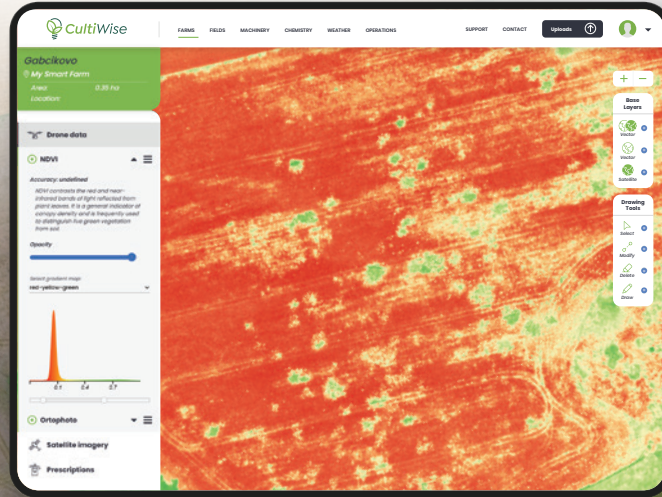 CultiWise
FARMS FIELDS MACHINERY CHEMISTRY WEATHER OPERATIONS SUPPORT CONTACT Uploads
Gabcikovo
My Smart Farm
Area: 0.35 ha
Location:
Drone data
NDVI
Accuracy: undefined
NDVI contrasts the red and near-
infrared bands of light reflected from
plant leaves. It is a general indicator of
canopy density and is frequently used
to distinguish live green vegetation
from soil.
Opacity
Select gradient map
red-yellow-green
0.1 0.4 0.7
Ortophoto
Satellite imagery
Prescriptions
+ −
Base
Layers
Vector
Vector
Satellite
Drawing
Tools
Select
Modify
Delete
Draw